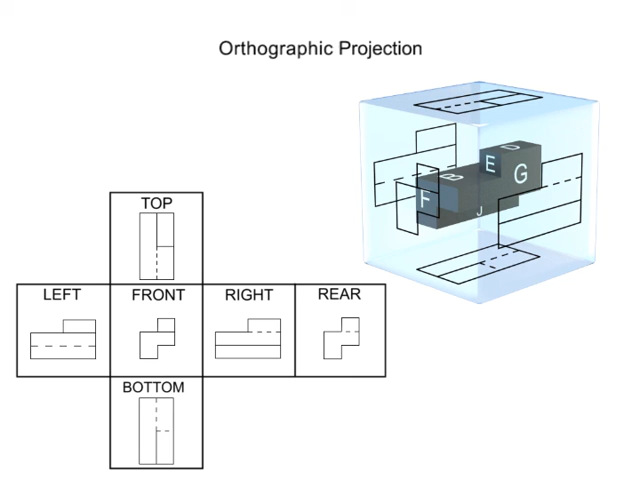 Orthographic Projection
D
E
G
B
F
J
TOP
LEFT
FRONT
RIGHT
REAR
BOTTOM